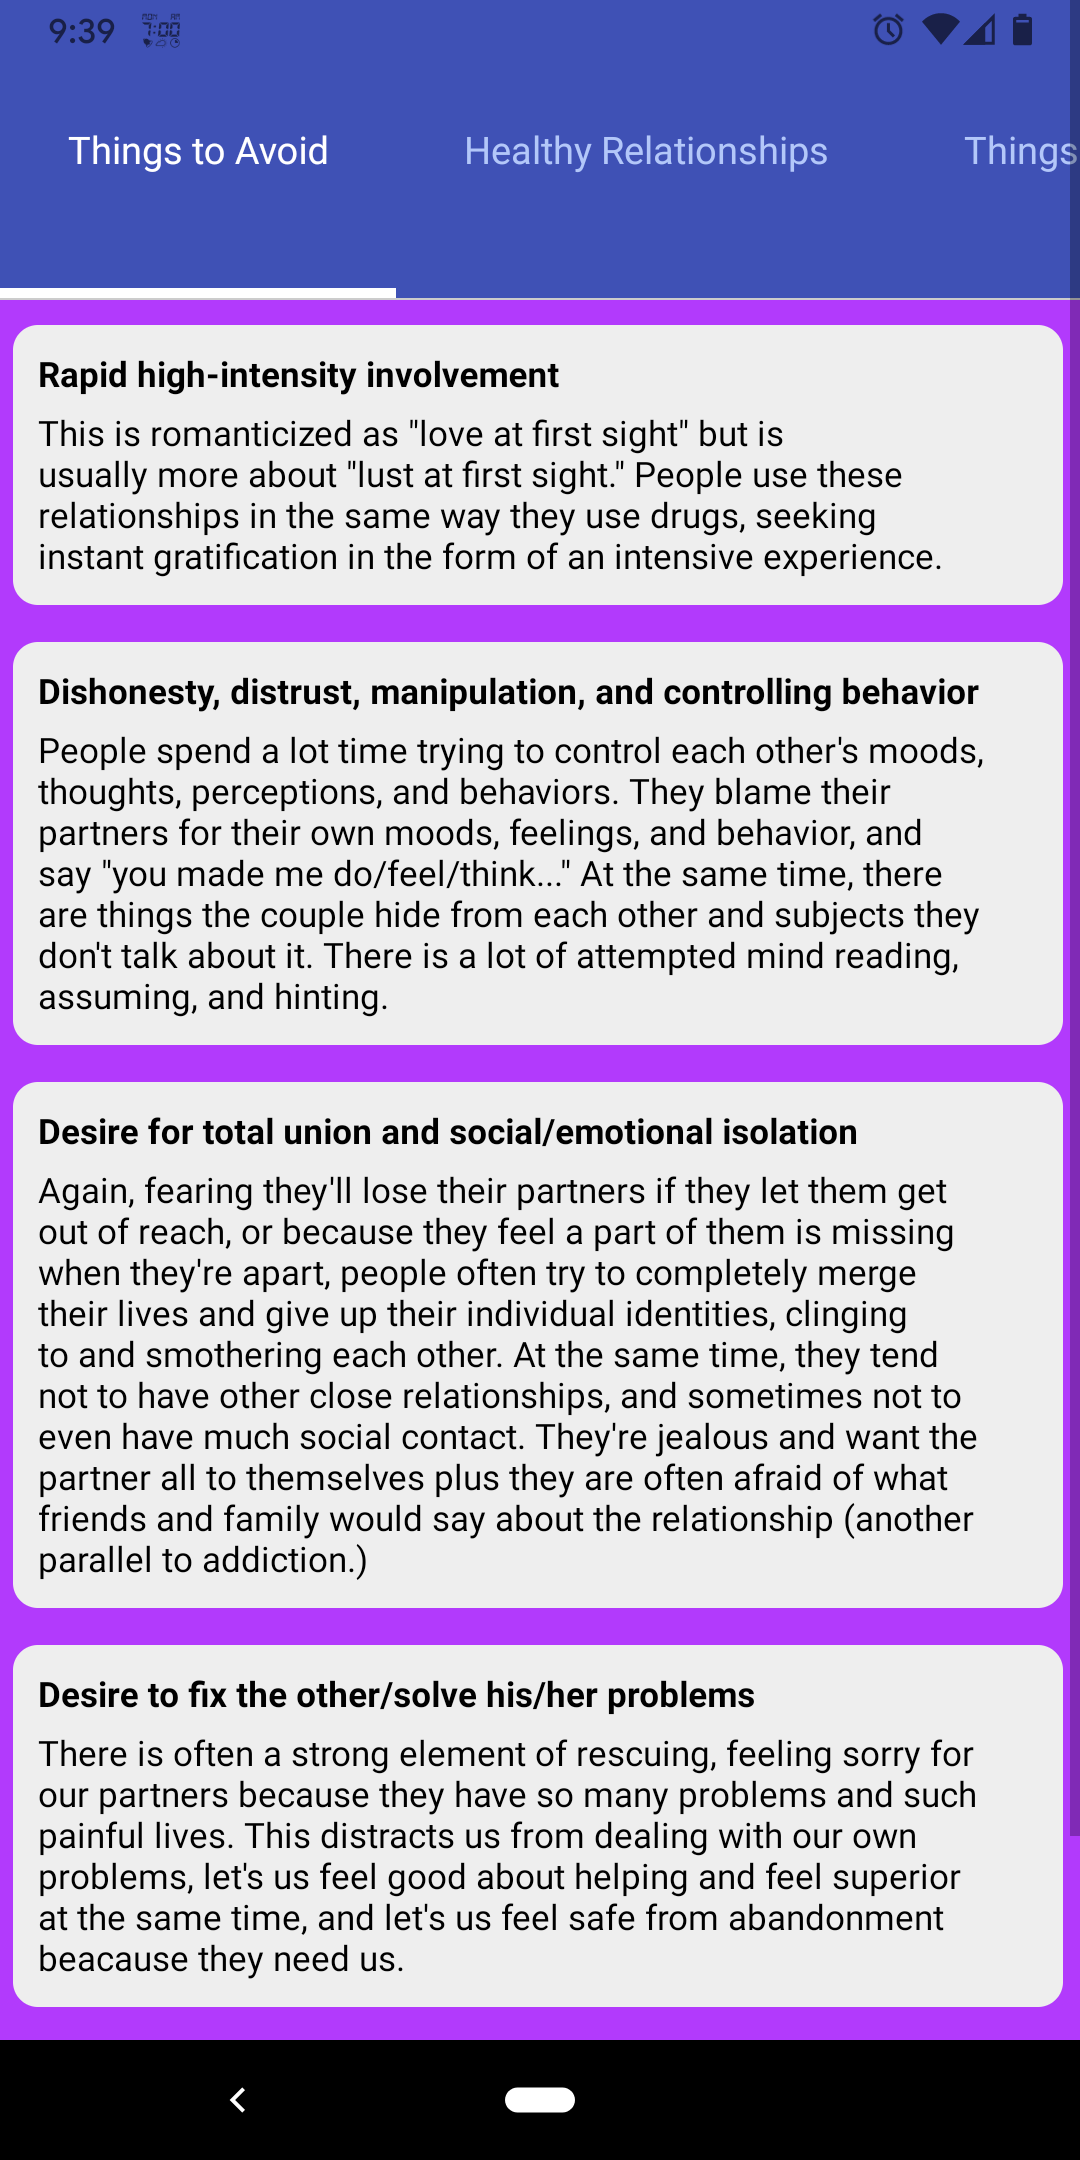 9:39
7:00
Things to Avoid
Healthy Relationships
Things
Rapid high-intensity involvement
This is romanticized as "love at first sight" but is
usually more about "lust at first sight." People use these
relationships in the same way they use drugs, seeking
instant gratification in the form of an intensive experience.
Dishonesty, distrust, manipulation, and controlling behavior
People spend a lot time trying to control each other's moods,
thoughts, perceptions, and behaviors. They blame their
partners for their own moods, feelings, and behavior, and
say "you made me do/feel/think..." At the same time, there
are things the couple hide from each other and subjects they
don't talk about it. There is a lot of attempted mind reading,
assuming, and hinting.
Desire for total union and social/emotional isolation
Again, fearing they'll lose their partners if they let them get
out of reach, or because they feel a part of them is missing
when they're apart, people often try to completely merge
their lives and give up their individual identities, clinging
to and smothering each other. At the same time, they tend
not to have other close relationships, and sometimes not to
even have much social contact. They're jealous and want the
partner all to themselves plus they are often afraid of what
friends and family would say about the relationship (another
parallel to addiction.)
Desire to fix the other/solve his/her problems
There is often a strong element of rescuing, feeling sorry for
our partners because they have so many problems and such
painful lives. This distracts us from dealing with our own
problems, let's us feel good about helping and feel superior
at the same time, and let's us feel safe from abandonment
beacause they need us.